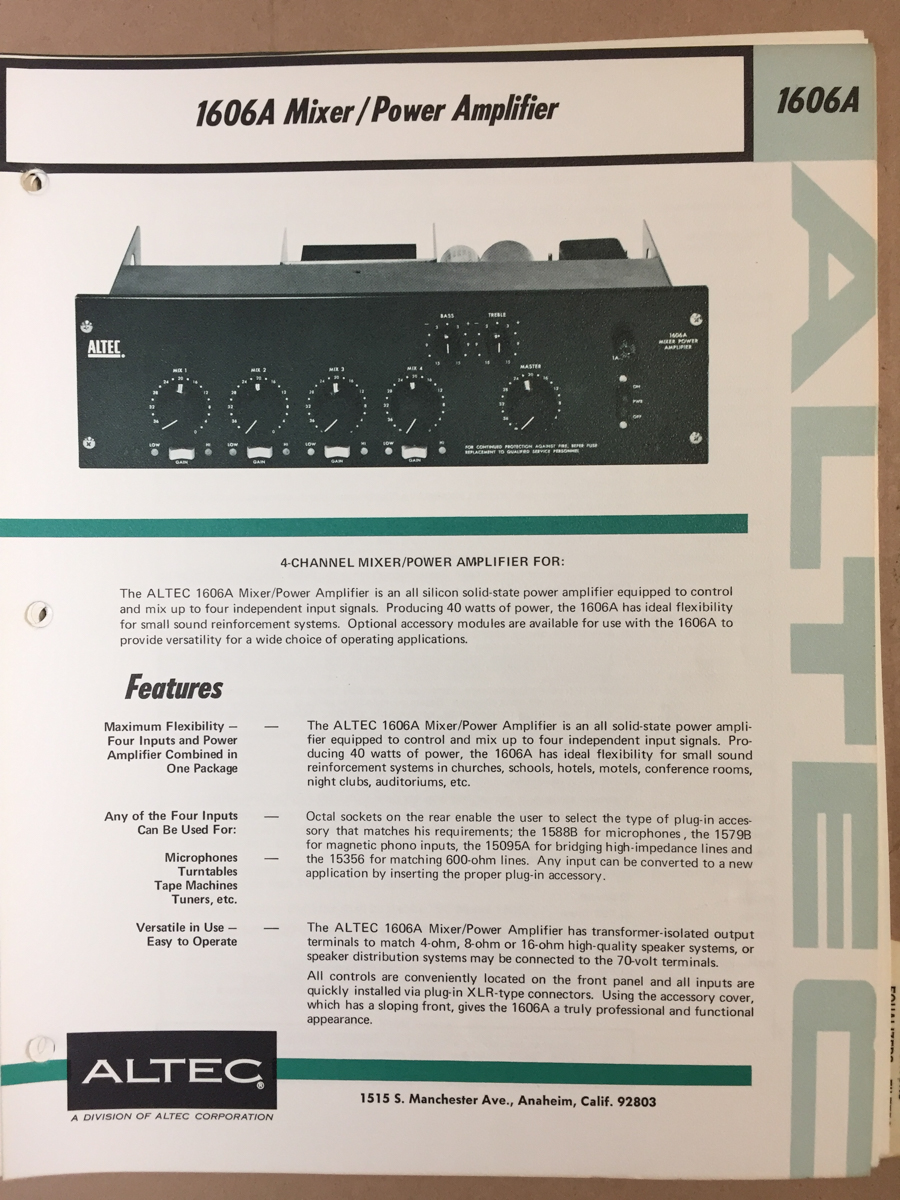 1606A Mixer/Power Amplifier
1606A
ALTEC
BASS TREBLE
ALTEC
1606A
MIXER POWER
AMPLIFIER
1A
MIX 1 MIX 2 MIX 3 MIX 4 MASTER
ON
PWR
OFF
LOW HI LOW HI LOW HI LOW HI
GAIN GAIN GAIN GAIN
FOR CONTINUED PROTECTION AGAINST FIRE, REFER FUSE
REPLACEMENT TO QUALIFIED SERVICE PERSONNEL
4-CHANNEL MIXER/POWER AMPLIFIER FOR:
The ALTEC 1606A Mixer/Power Amplifier is an all silicon solid-state power amplifier equipped to control
and mix up to four independent input signals. Producing 40 watts of power, the 1606A has ideal flexibility
for small sound reinforcement systems. Optional accessory modules are available for use with the 1606A to
provide versatility for a wide choice of operating applications.
Features
Maximum Flexibility –
Four Inputs and Power
Amplifier Combined in
One Package
—
The ALTEC 1606A Mixer/Power Amplifier is an all solid-state power ampli-
fier equipped to control and mix up to four independent input signals. Pro-
ducing 40 watts of power, the 1606A has ideal flexibility for small sound
reinforcement systems in churches, schools, hotels, motels, conference rooms,
night clubs, auditoriums, etc.
Any of the Four Inputs
Can Be Used For:
—
Microphones
Turntables
Tape Machines
Tuners, etc.
—
Octal sockets on the rear enable the user to select the type of plug-in acces-
sory that matches his requirements; the 1588B for microphones, the 1579B
for magnetic phono inputs, the 15095A for bridging high-impedance lines and
the 15356 for matching 600-ohm lines. Any input can be converted to a new
application by inserting the proper plug-in accessory.
Versatile in Use –
Easy to Operate
—
The ALTEC 1606A Mixer/Power Amplifier has transformer-isolated output
terminals to match 4-ohm, 8-ohm or 16-ohm high-quality speaker systems, or
speaker distribution systems may be connected to the 70-volt terminals.
All controls are conveniently located on the front panel and all inputs are
quickly installed via plug-in XLR-type connectors. Using the accessory cover,
which has a sloping front, gives the 1606A a truly professional and functional
appearance.
ALTEC®
A DIVISION OF ALTEC CORPORATION
1515 S. Manchester Ave., Anaheim, Calif. 92803